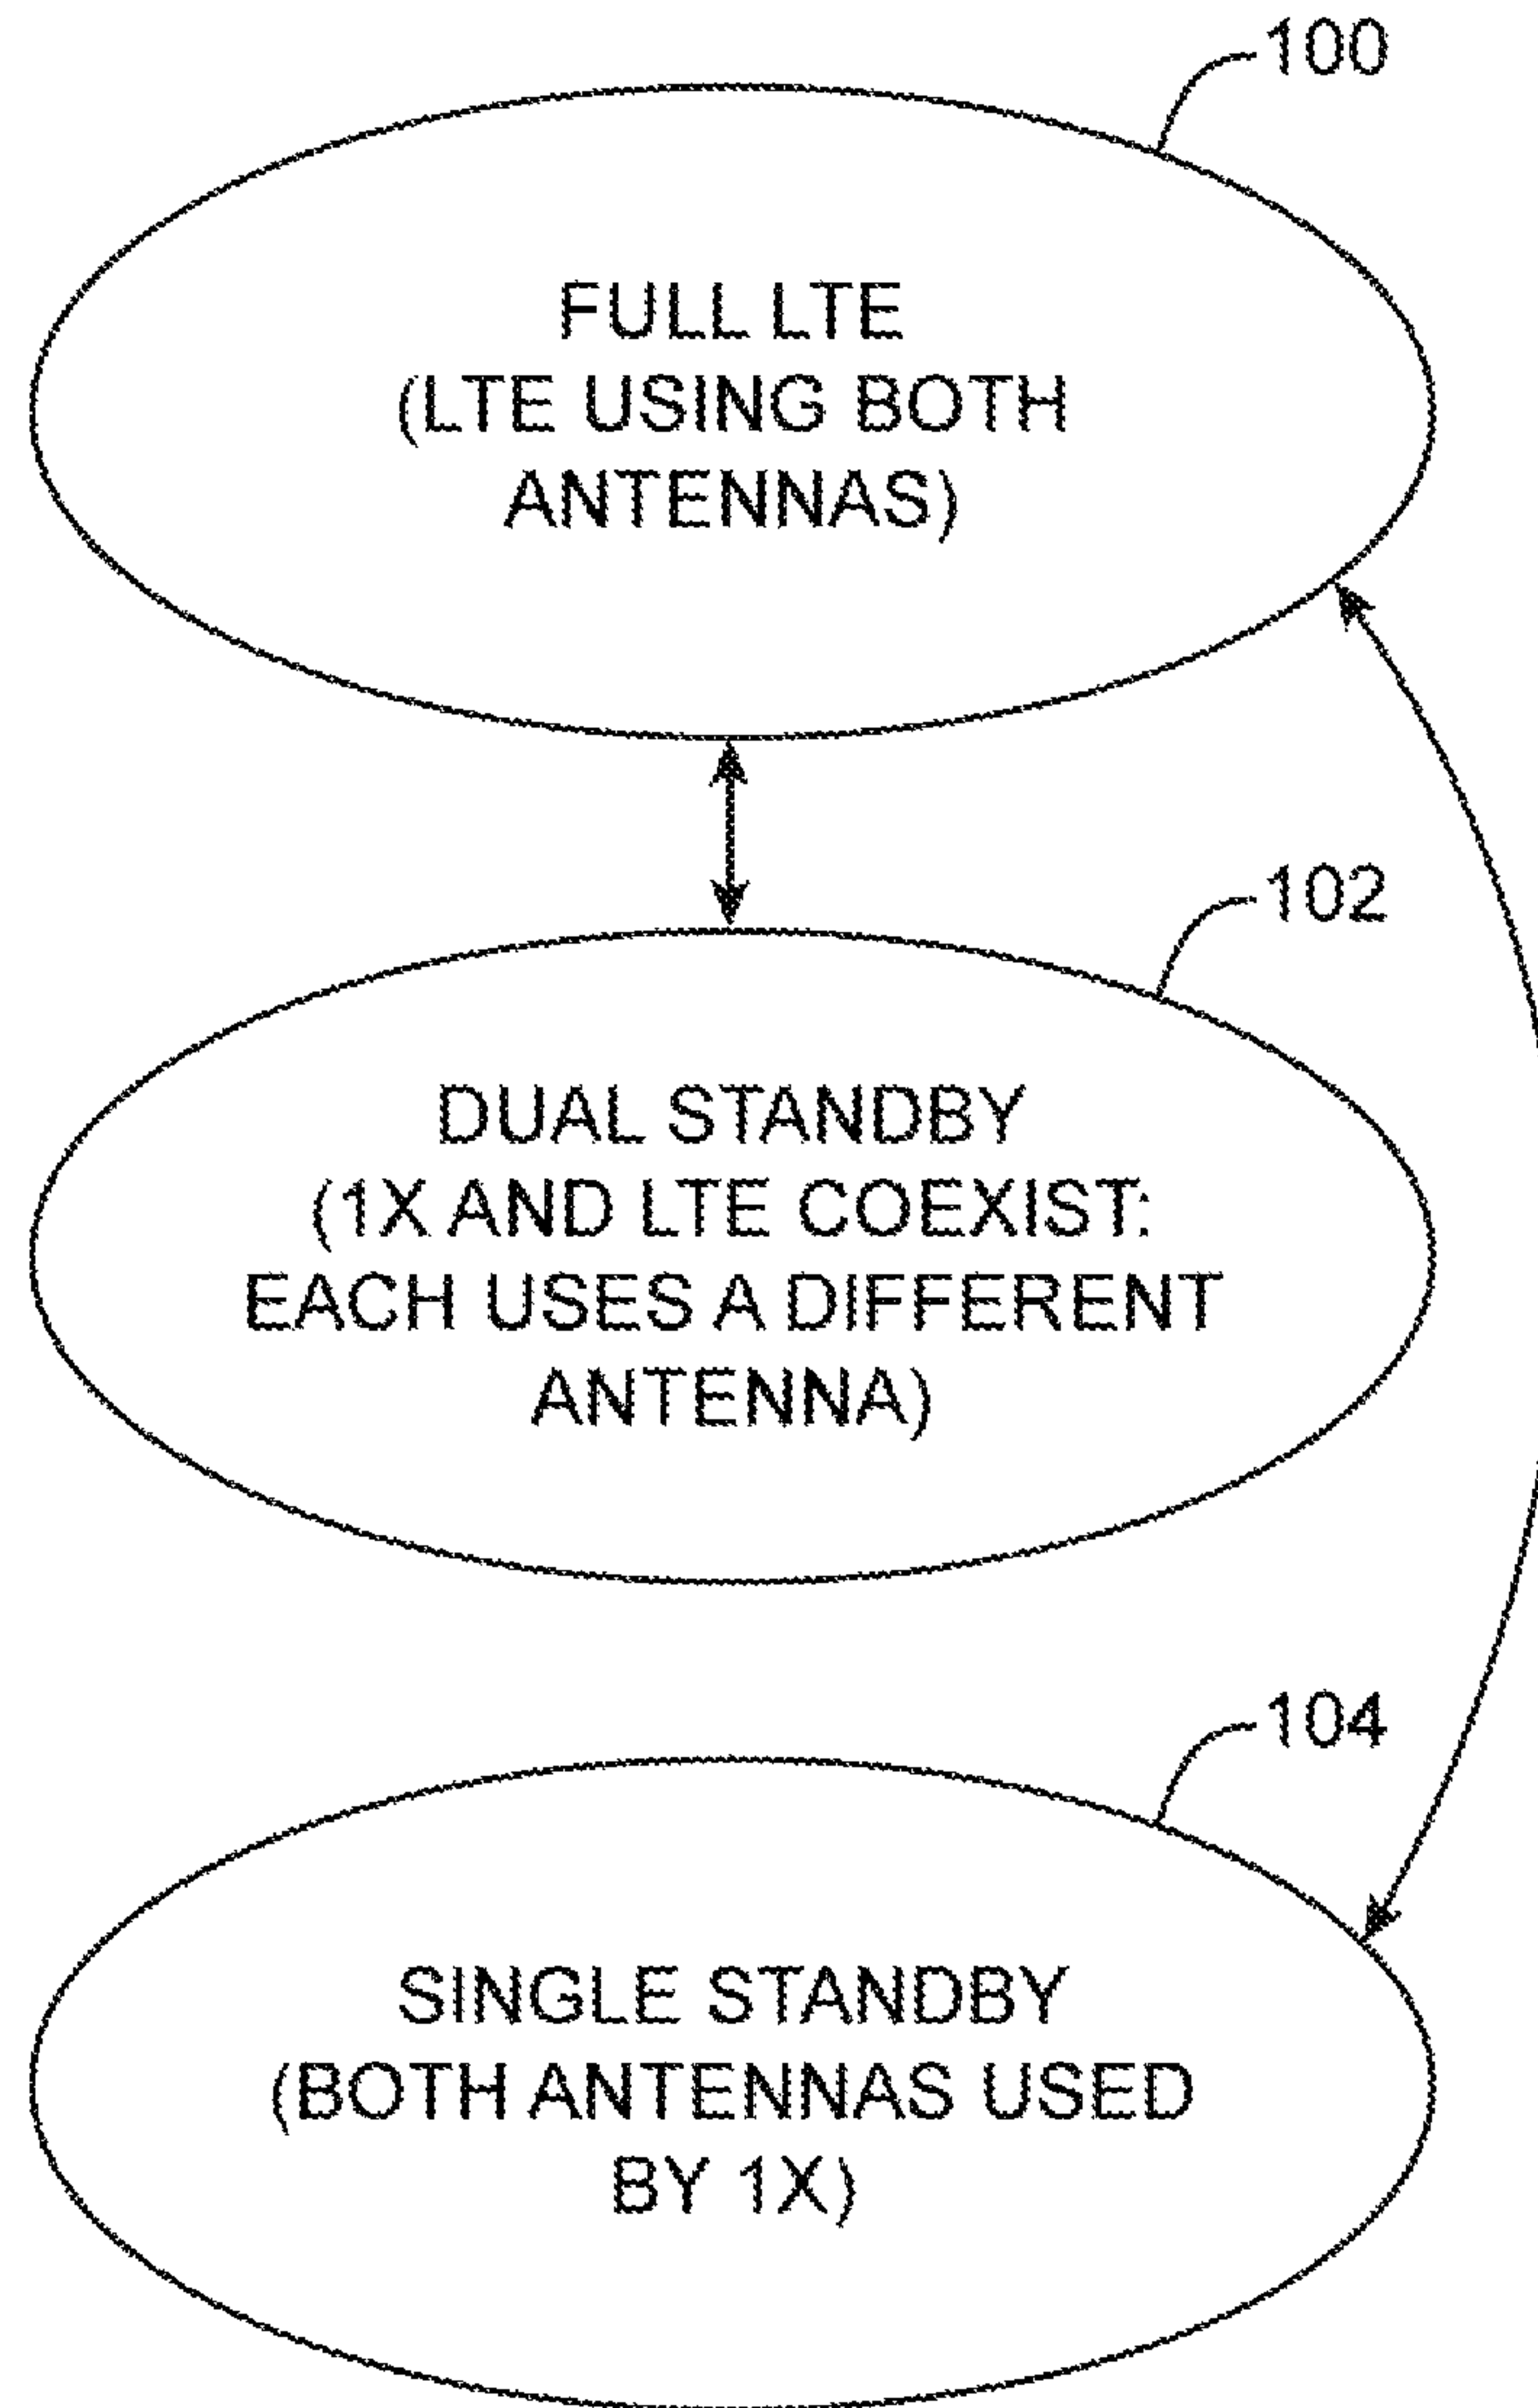 100
FULL LTE
(LTE USING BOTH
ANTENNAS)
102
DUAL STANDBY
(1X AND LTE COEXIST:
EACH USES A DIFFERENT
ANTENNA)
104
SINGLE STANDBY
(BOTH ANTENNAS USED
BY 1X)